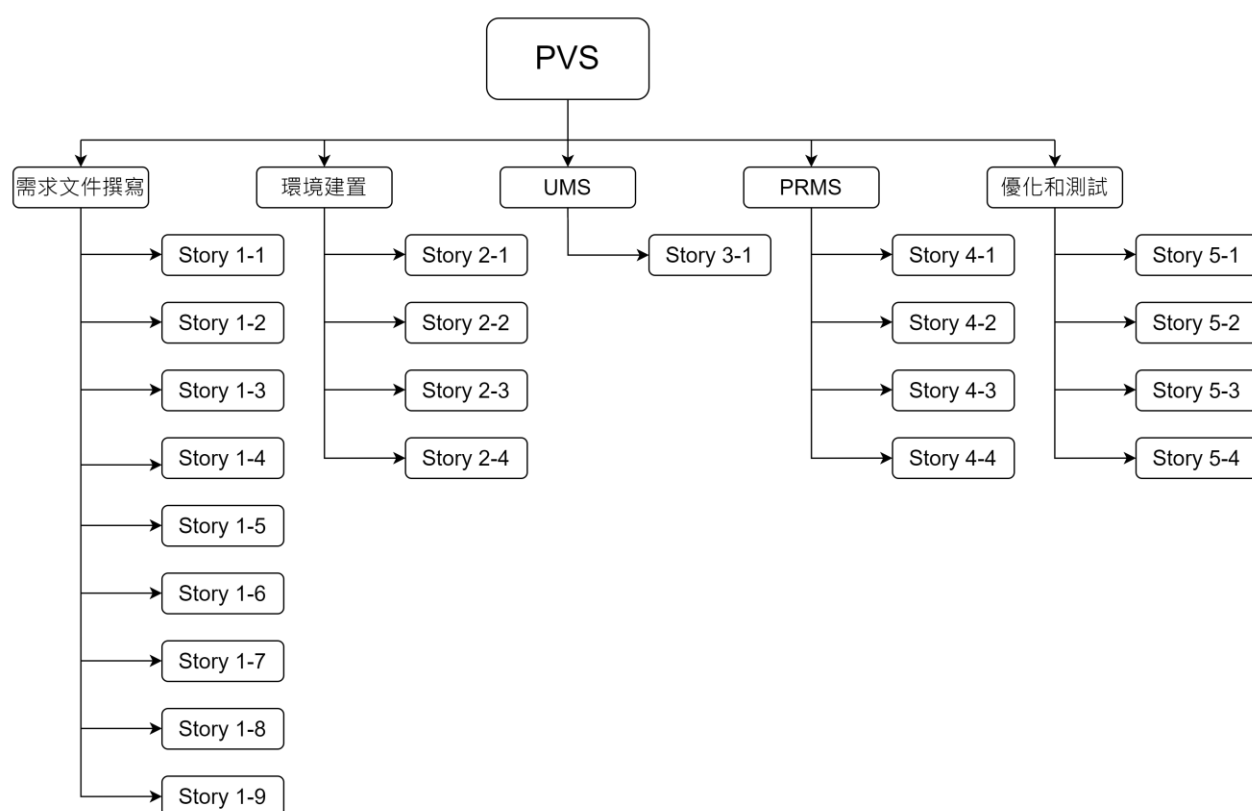 PVS
需求文件撰寫
環境建置
UMS
PRMS
優化和測試
Story 1-1
Story 2-1
Story 3-1
Story 4-1
Story 5-1
Story 1-2
Story 2-2
Story 4-2
Story 5-2
Story 1-3
Story 2-3
Story 4-3
Story 5-3
Story 1-4
Story 2-4
Story 4-4
Story 5-4
Story 1-5
Story 1-6
Story 1-7
Story 1-8
Story 1-9